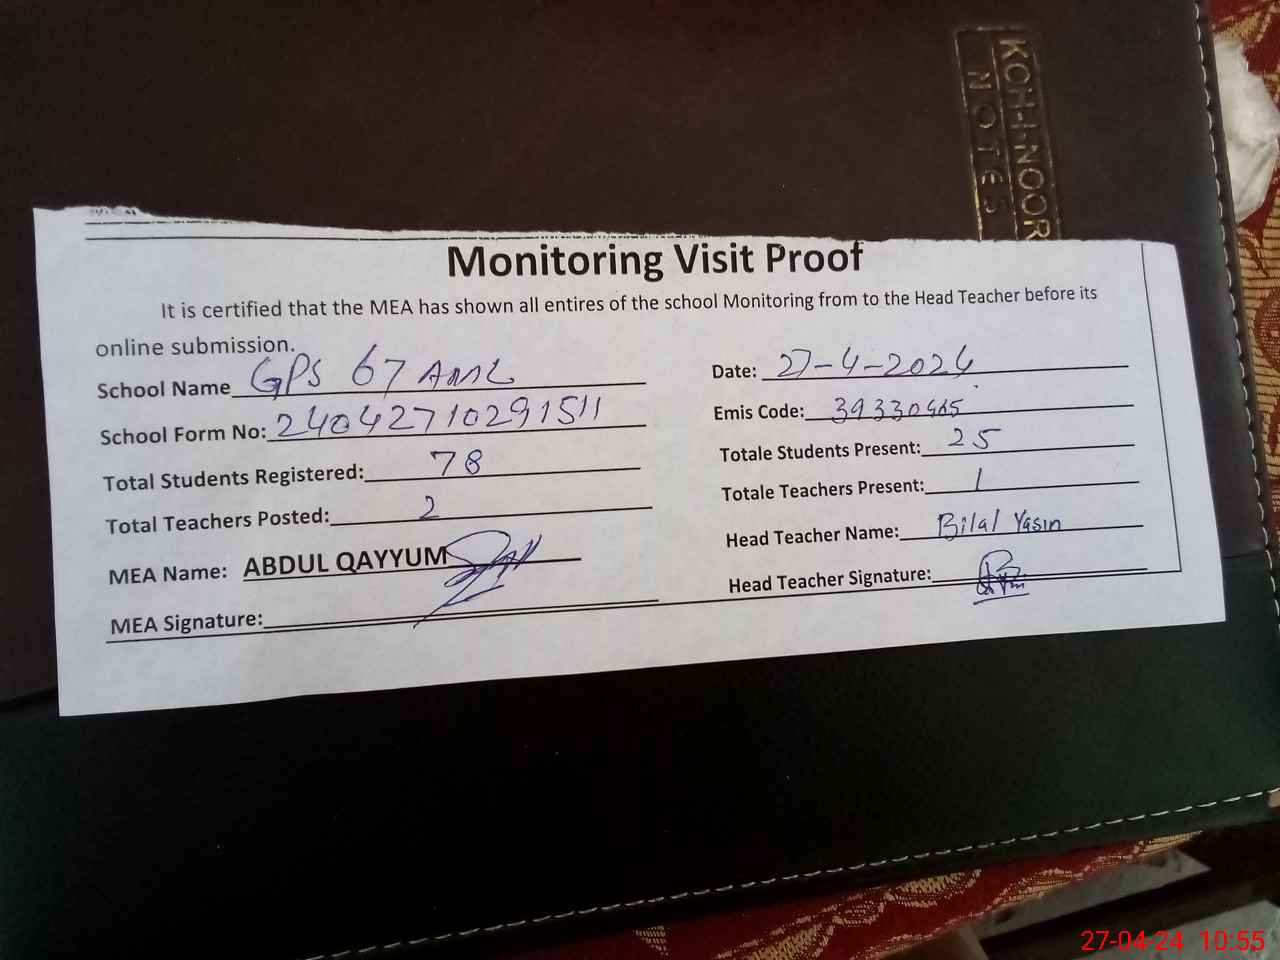 KOH-I-NOOR
NOTES
Monitoring Visit Proof
It is certified that the MEA has shown all entires of the school Monitoring from to the Head Teacher before its
online submission.
School Name GPS 67 AML
Date: 27-4-2024
School Form No: 24042710291511
Emis Code: 39330465
Total Students Registered: 78
Totale Students Present: 25
Total Teachers Posted: 2
Totale Teachers Present: 1
MEA Name: ABDUL QAYYUM
Head Teacher Name: Bilal Yasin
MEA Signature:
Head Teacher Signature:
27-04-24 10:55